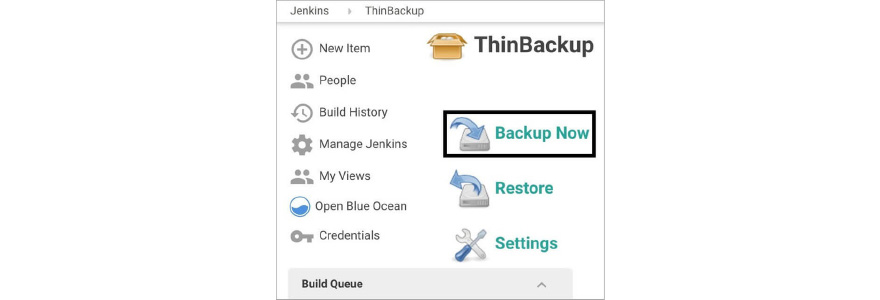 Jenkins ThinBackup
New Item
People
Build History
Manage Jenkins
My Views
Open Blue Ocean
Credentials
Build Queue
ThinBackup
Backup Now
Restore
Settings